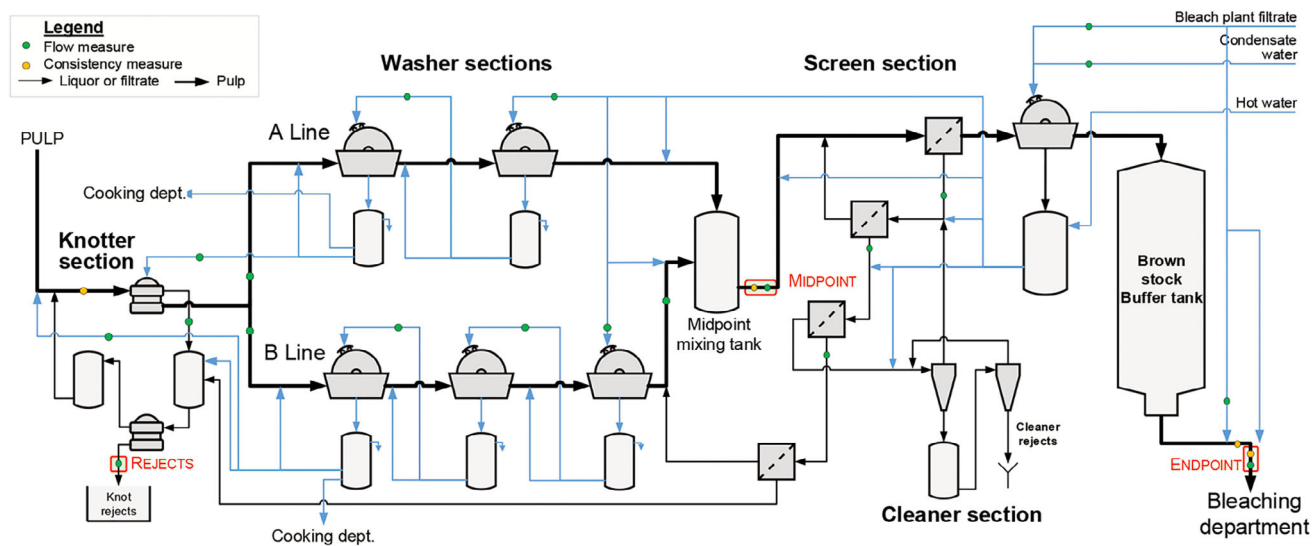 Legend
Flow measure
Consistency measure
Liquor or filtrate
Pulp
Washer sections
Screen section
Bleach plant filtrate
Condensate
water
Hot water
A Line
PULP
Cooking dept.
Knotter
section
B Line
MIDPOINT
Midpoint
mixing tank
Brown
stock
Buffer tank
REJECTS
Knot
rejects
Cooking dept.
Cleaner
rejects
Cleaner section
ENDPOINT
Bleaching
department